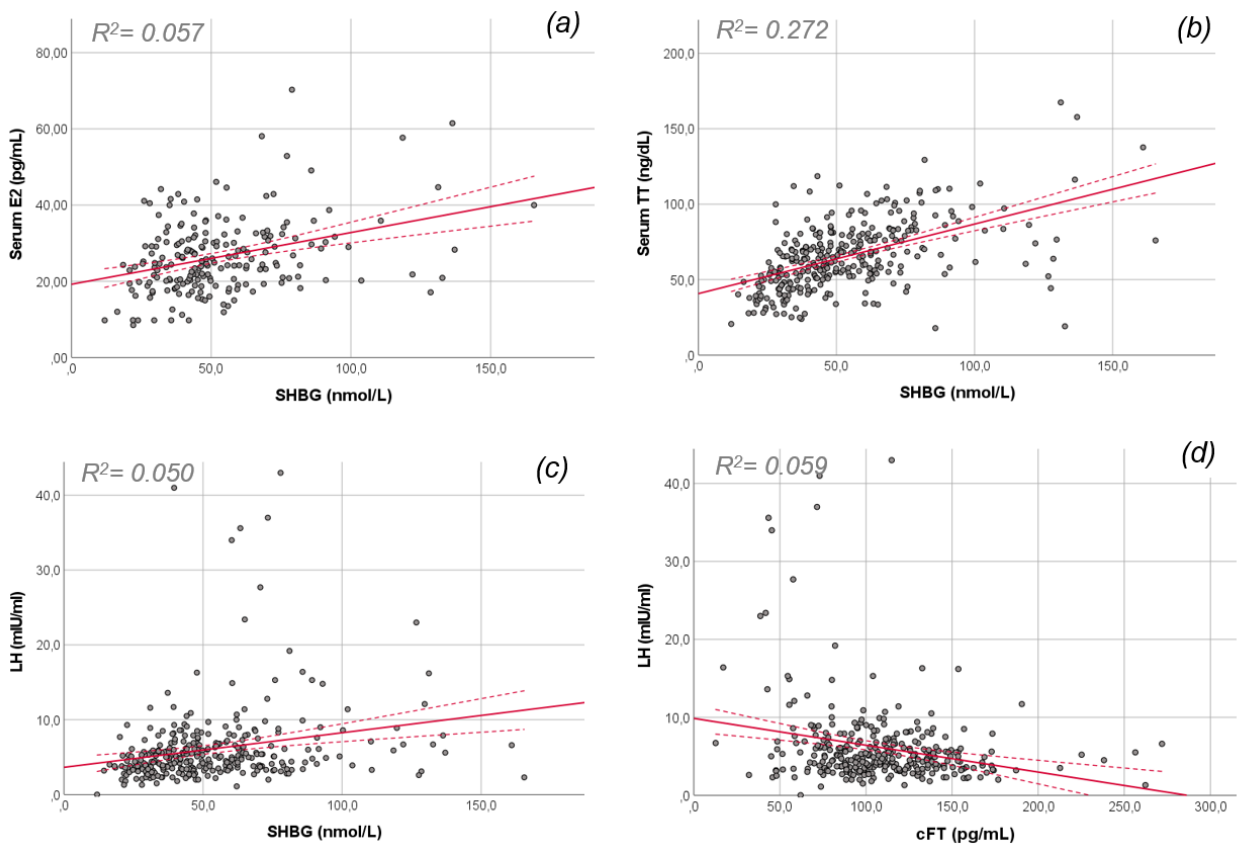 R²= 0.057
(a)
80,00
60,00
40,00
20,00
,00
Serum E2 (pg/mL)
,0 50,0 100,0 150,0
SHBG (nmol/L)
R²= 0.272
(b)
200,0
150,0
100,0
50,0
,0
Serum TT (ng/dL)
,0 50,0 100,0 150,0
SHBG (nmol/L)
R²= 0.050
(c)
40,0
30,0
20,0
10,0
,0
LH (mIU/ml)
,0 50,0 100,0 150,0
SHBG (nmol/L)
R²= 0.059
(d)
40,0
30,0
20,0
10,0
,0
LH (mIU/ml)
,0 50,0 100,0 150,0 200,0 250,0 300,0
cFT (pg/mL)